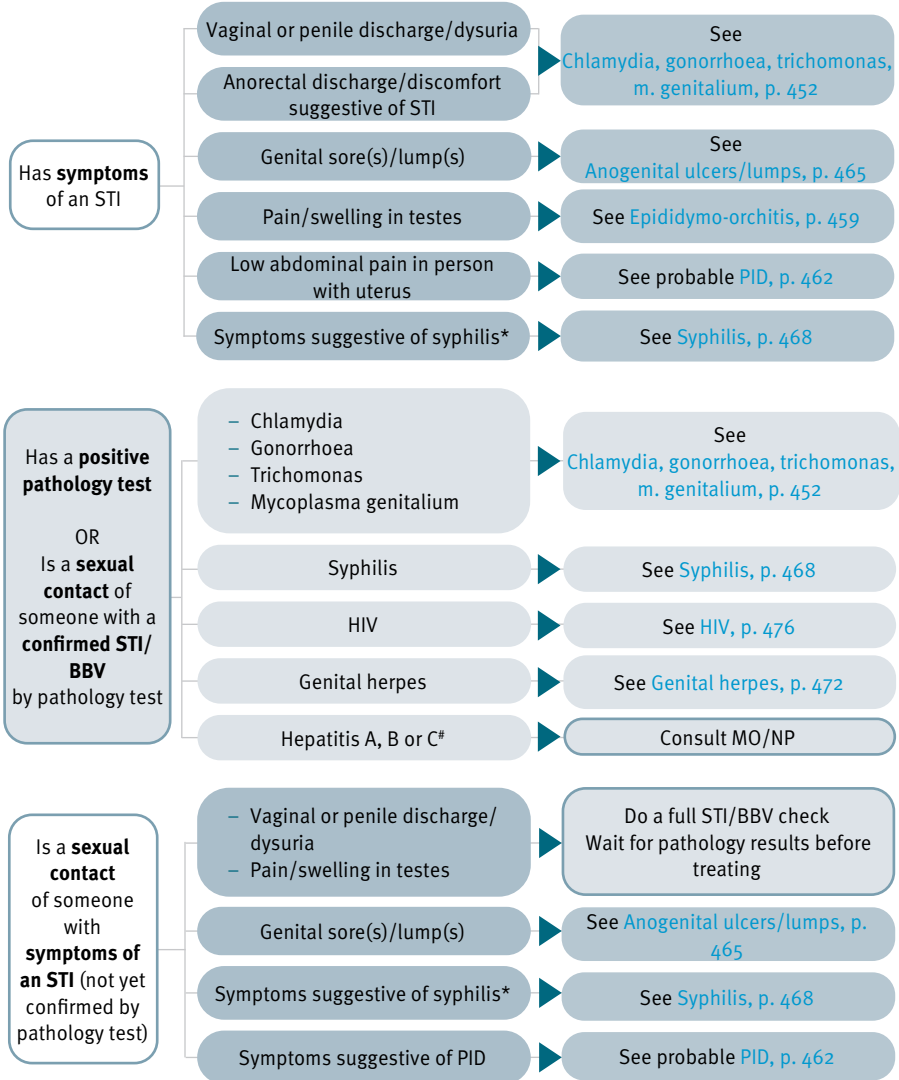 Has symptoms
of an STI
Vaginal or penile discharge/dysuria
Anorectal discharge/discomfort
suggestive of STI
See
Chlamydia, gonorrhoea, trichomonas,
m. genitalium, p. 452
Genital sore(s)/lump(s)
See
Anogenital ulcers/lumps, p. 465
Pain/swelling in testes
See Epididymo-orchitis, p. 459
Low abdominal pain in person
with uterus
See probable PID, p. 462
Symptoms suggestive of syphilis*
See Syphilis, p. 468
Has a positive
pathology test
OR
Is a sexual
contact of
someone with a
confirmed STI/
BBV
by pathology test
– Chlamydia
– Gonorrhoea
– Trichomonas
– Mycoplasma genitalium
See
Chlamydia, gonorrhoea, trichomonas,
m. genitalium, p. 452
Syphilis
See Syphilis, p. 468
HIV
See HIV, p. 476
Genital herpes
See Genital herpes, p. 472
Hepatitis A, B or C#
Consult MO/NP
Is a sexual
contact
of someone
with
symptoms of
an STI (not yet
confirmed by
pathology test)
– Vaginal or penile discharge/
dysuria
– Pain/swelling in testes
Do a full STI/BBV check
Wait for pathology results before
treating
Genital sore(s)/lump(s)
See Anogenital ulcers/lumps, p.
465
Symptoms suggestive of syphilis*
See Syphilis, p. 468
Symptoms suggestive of PID
See probable PID, p. 462